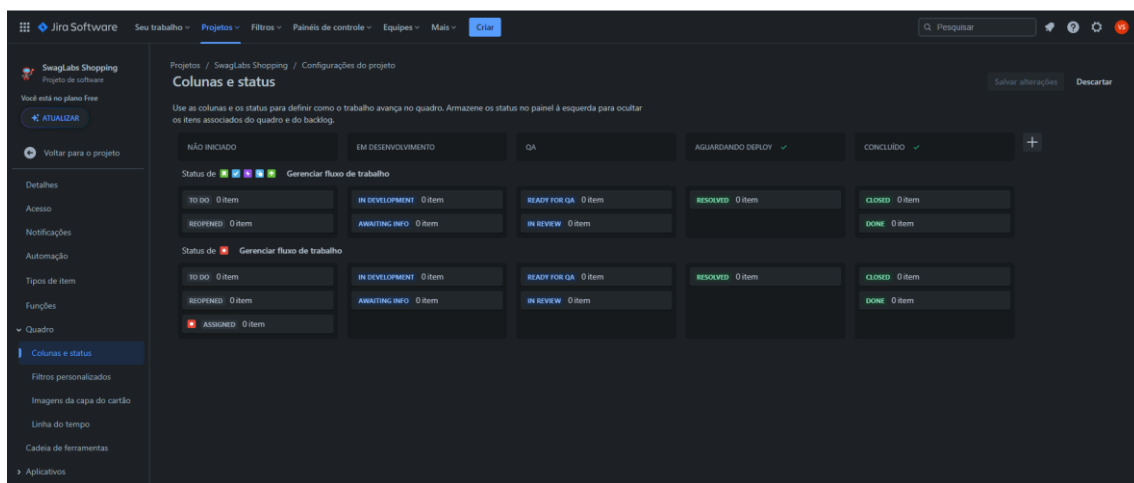 Jira Software Seu trabalho Projetos Filtros Painéis de controle Equipes Mais Criar Pesquisar VS
SwagLabs Shopping
Projeto de software
Você está no plano Free
ATUALIZAR
Voltar para o projeto
Detalhes
Acesso
Notificações
Automação
Tipos de item
Funções
Quadro
Colunas e status
Filtros personalizados
Imagens da capa do cartão
Linha do tempo
Cadeia de ferramentas
Aplicativos
Projetos / SwagLabs Shopping / Configurações do projeto
Colunas e status
Salvar alterações Descartar
Use as colunas e os status para definir como o trabalho avança no quadro. Armazene os status no painel à esquerda para ocultar
os itens associados do quadro e do backlog.
NÃO INICIADO EM DESENVOLVIMENTO QA AGUARDANDO DEPLOY CONCLUÍDO
Status de Gerenciar fluxo de trabalho
TO DO 0 item IN DEVELOPMENT 0 item READY FOR QA 0 item RESOLVED 0 item CLOSED 0 item
REOPENED 0 item AWAITING INFO 0 item IN REVIEW 0 item DONE 0 item
Status de Gerenciar fluxo de trabalho
TO DO 0 item IN DEVELOPMENT 0 item READY FOR QA 0 item RESOLVED 0 item CLOSED 0 item
REOPENED 0 item AWAITING INFO 0 item IN REVIEW 0 item DONE 0 item
ASSIGNED 0 item